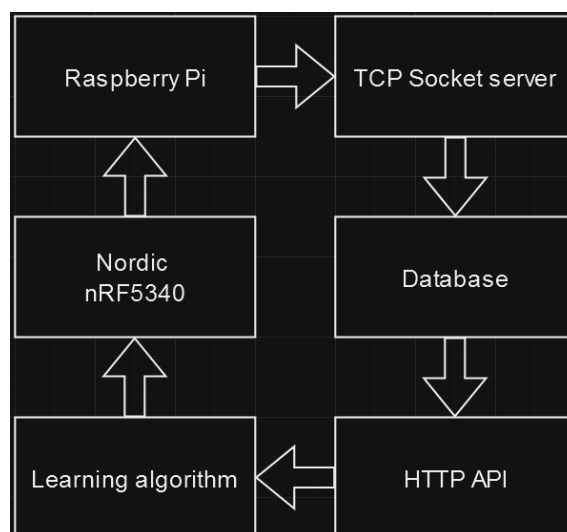 Raspberry Pi
TCP Socket server
Nordic
nRF5340
Database
Learning algorithm
HTTP API